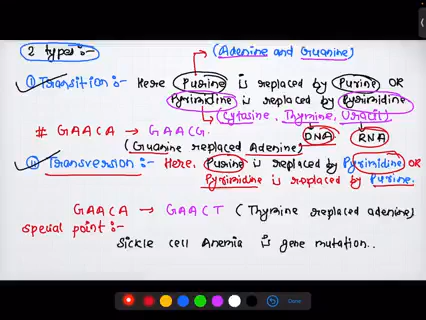 2 types:-
(Adenine and Guanine)
(i) Transition:- Here Purine is replaced by Purine OR
Pyrimidine is replaced by Pyrimidine
(Cytosine, Thymine, Uracil)
# GAACA → GAACG. DNA RNA
(Guanine replaced Adenine)
(ii) Transversion:- Here, Purine is replaced by Pyrimidine OR
Pyrimidine is replaced by Purine.
GAACA → GAACT (Thymine replaced adenine)
special point:-
Sickle cell Anemia is gene mutation..
Done